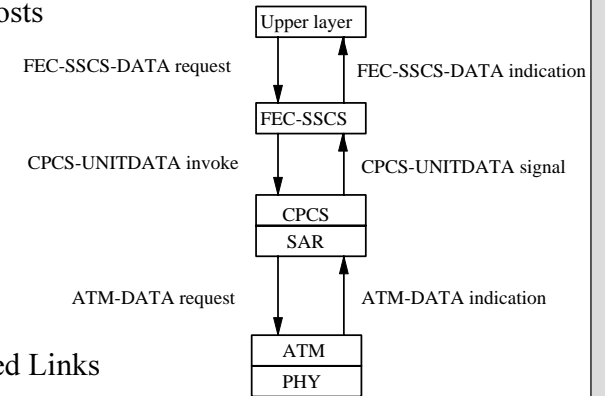 osts
Upper layer
FEC-SSCS-DATA request
FEC-SSCS-DATA indication
FEC-SSCS
CPCS-UNITDATA invoke
CPCS-UNITDATA signal
CPCS
SAR
ATM-DATA request
ATM-DATA indication
ATM
ed Links
PHY